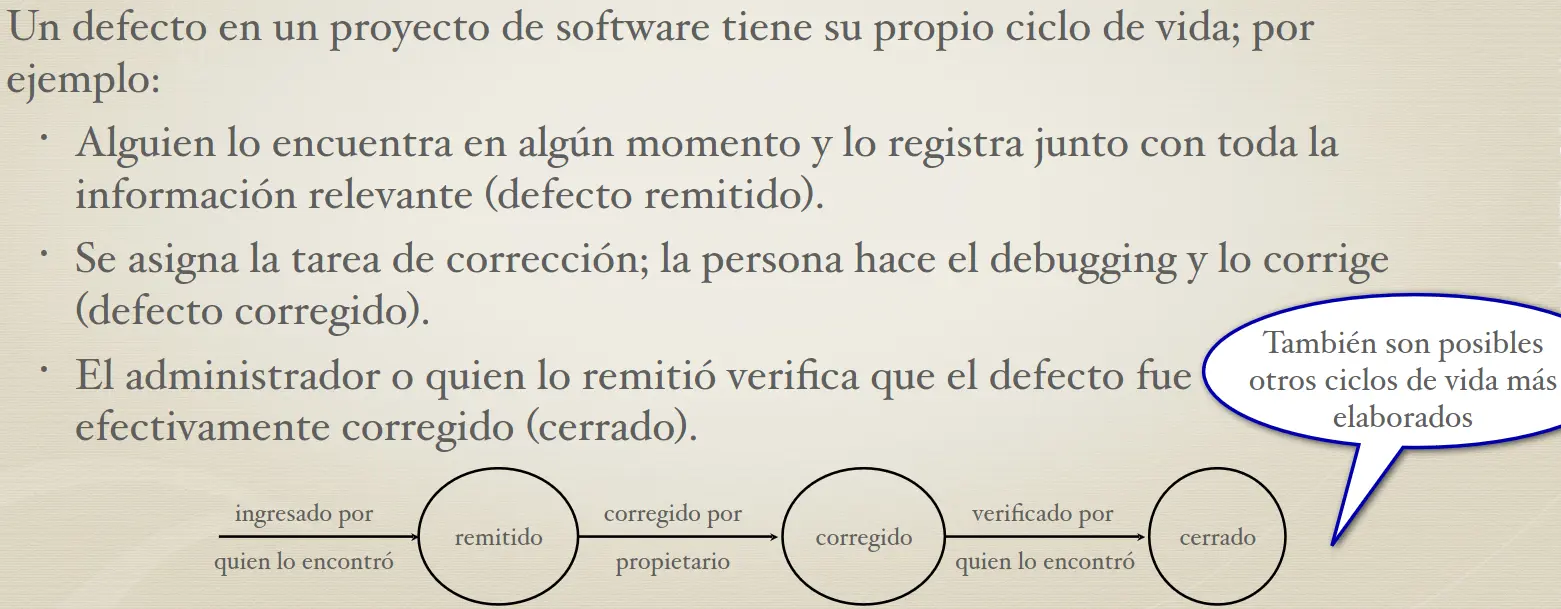 Un defecto en un proyecto de software tiene su propio ciclo de vida; por
ejemplo:
· Alguien lo encuentra en algún momento y lo registra junto con toda la
información relevante (defecto remitido).
· Se asigna la tarea de corrección; la persona hace el debugging y lo corrige
(defecto corregido).
· El administrador o quien lo remitió verifica que el defecto fue
efectivamente corregido (cerrado).
También son posibles
otros ciclos de vida más
elaborados
ingresado por
quien lo encontró
remitido
corregido por
propietario
corregido
verificado por
quien lo encontró
cerrado